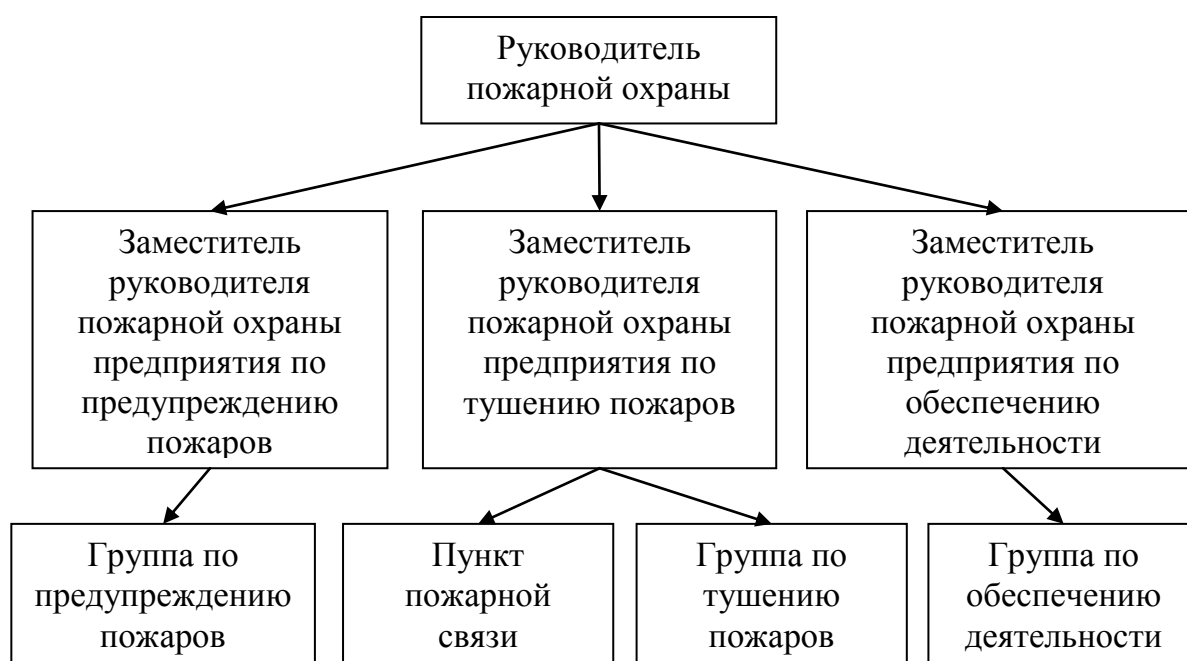 Руководитель
пожарной охраны
Заместитель
руководителя
пожарной охраны
предприятия по
предупреждению
пожаров
Заместитель
руководителя
пожарной охраны
предприятия по
тушению пожаров
Заместитель
руководителя
пожарной охраны
предприятия по
обеспечению
деятельности
Группа по
предупреждению
пожаров
Пункт
пожарной
связи
Группа по
тушению
пожаров
Группа по
обеспечению
деятельности